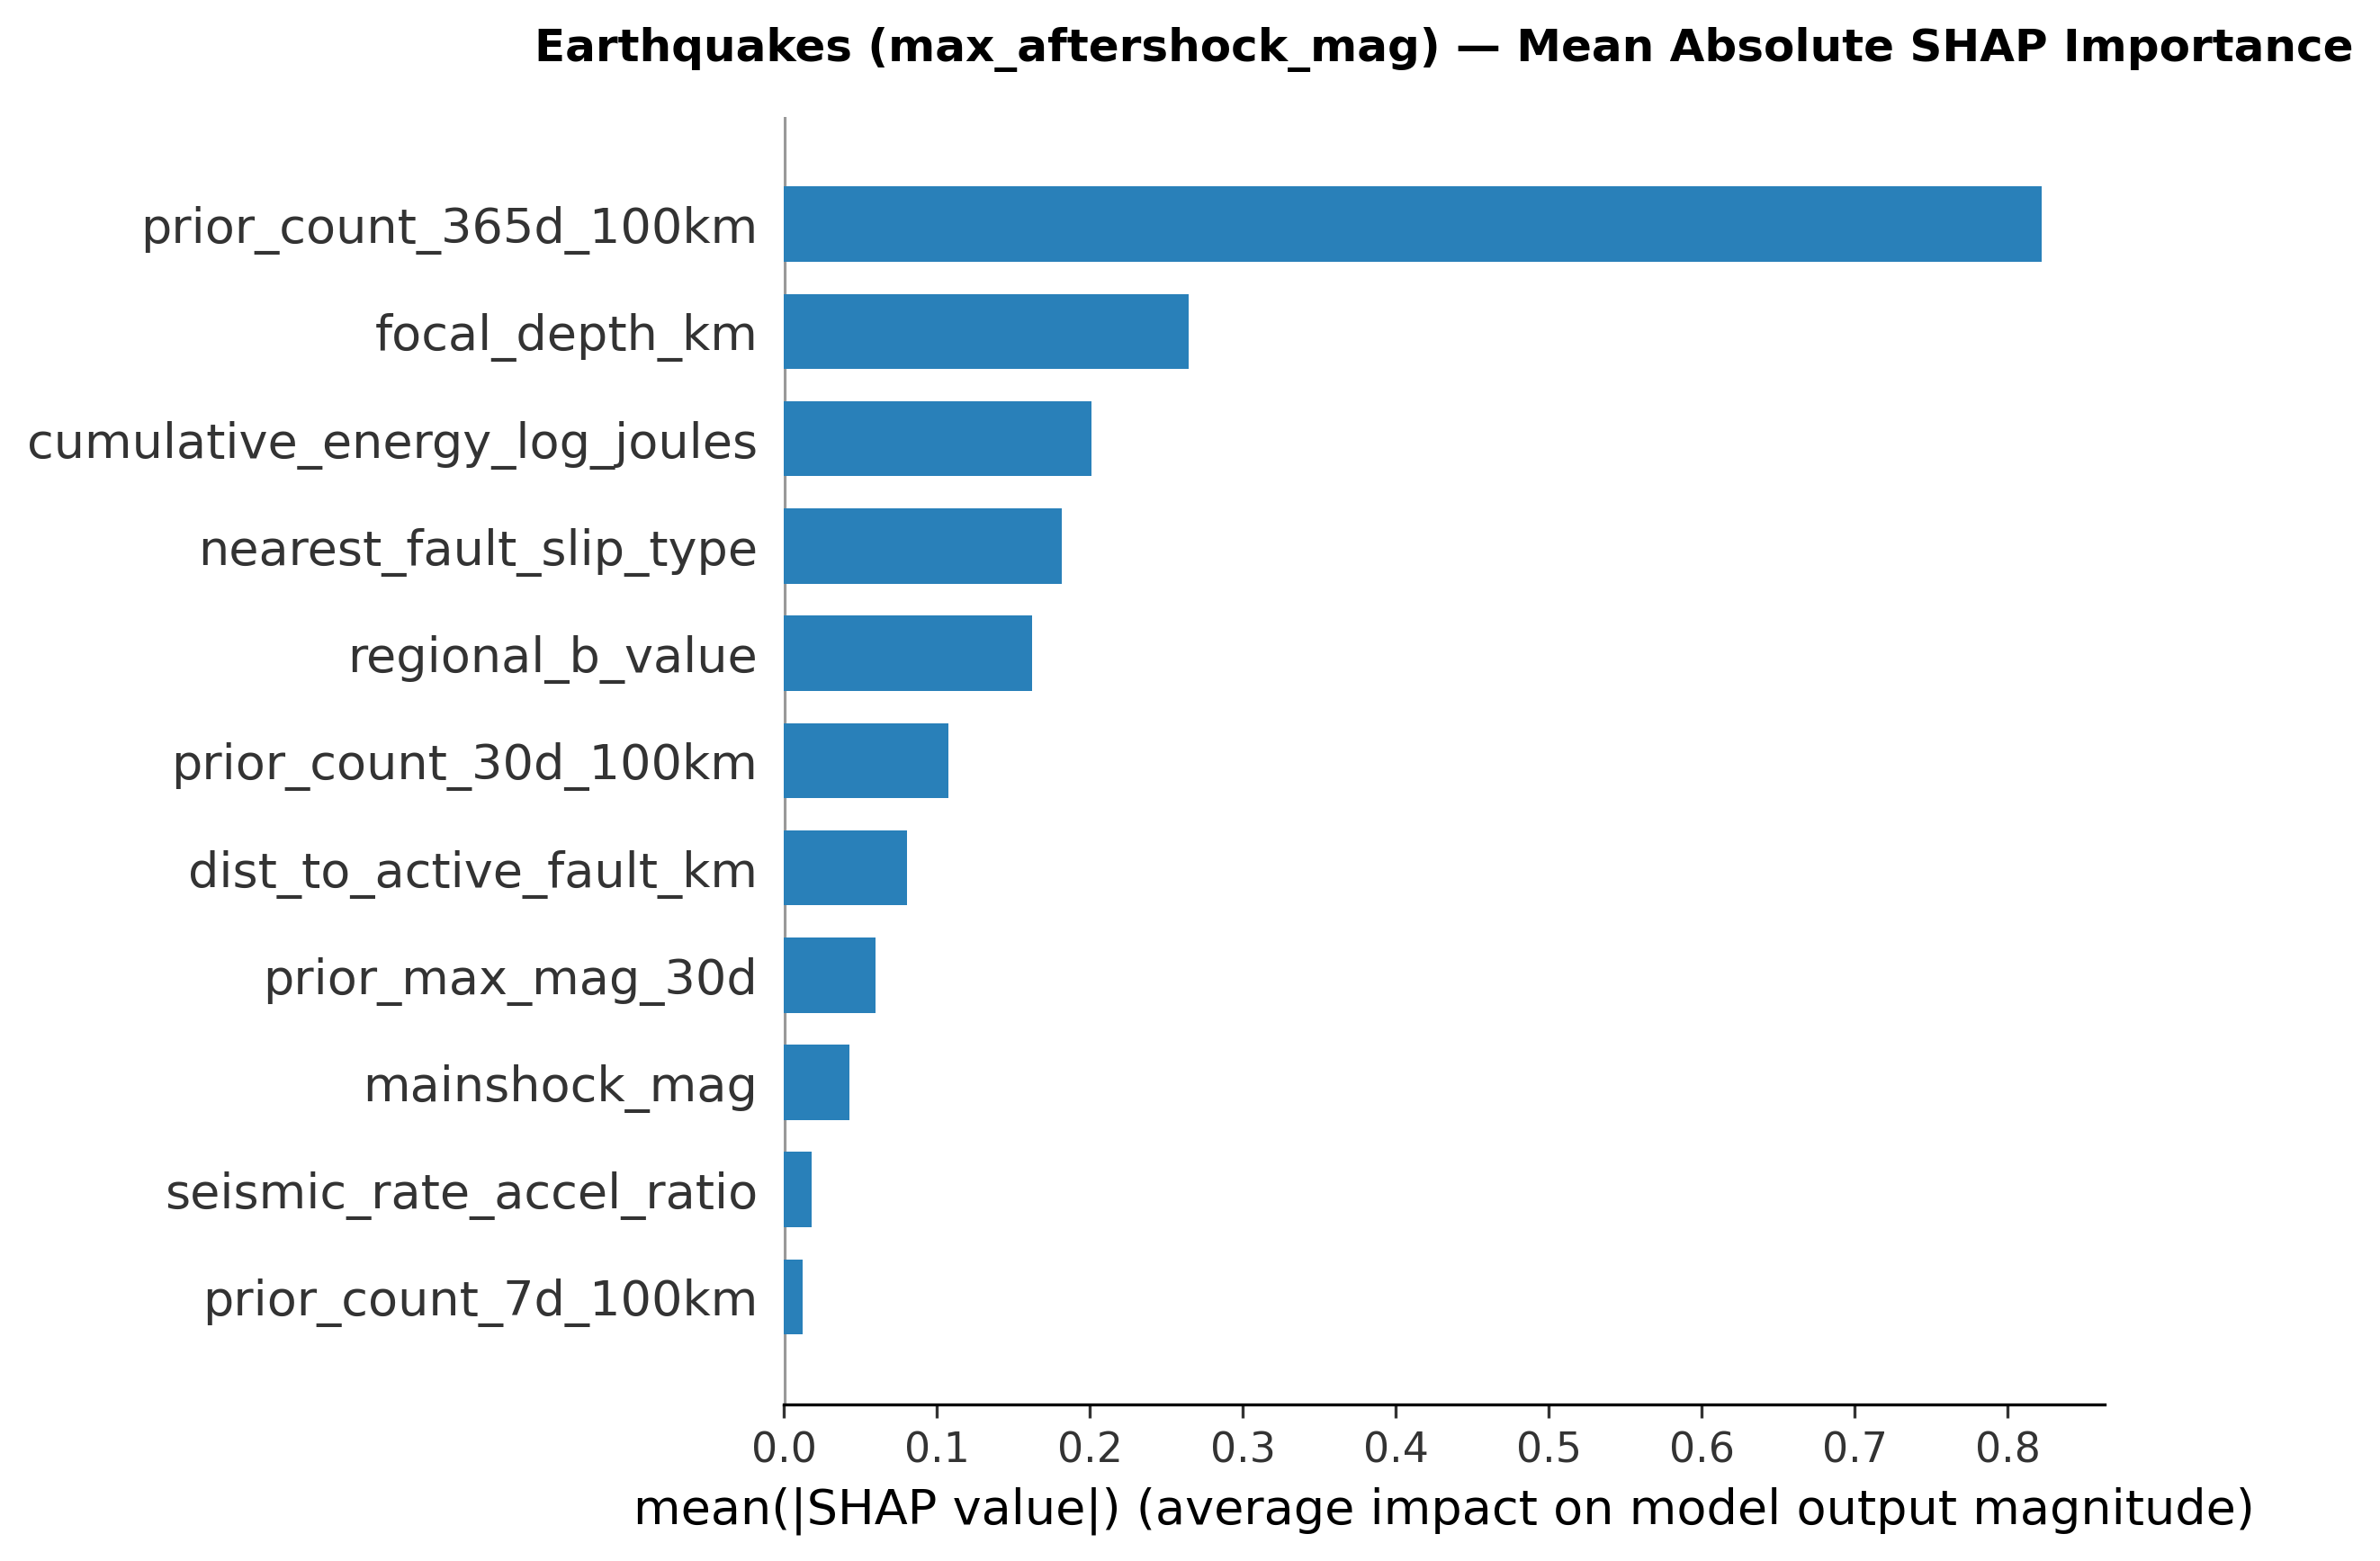 Earthquakes (max_aftershock_mag) — Mean Absolute SHAP Importance
prior_count_365d_100km
focal_depth_km
cumulative_energy_log_joules
nearest_fault_slip_type
regional_b_value
prior_count_30d_100km
dist_to_active_fault_km
prior_max_mag_30d
mainshock_mag
seismic_rate_accel_ratio
prior_count_7d_100km
0.0 0.1 0.2 0.3 0.4 0.5 0.6 0.7 0.8
mean(|SHAP value|) (average impact on model output magnitude)